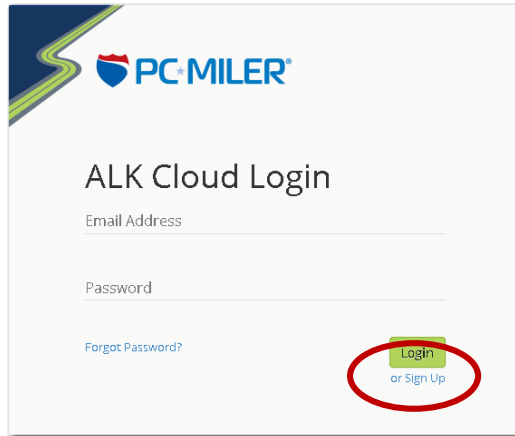 PC★MILER®
ALK Cloud Login
Email Address
Password
Forgot Password?
Login
or Sign Up